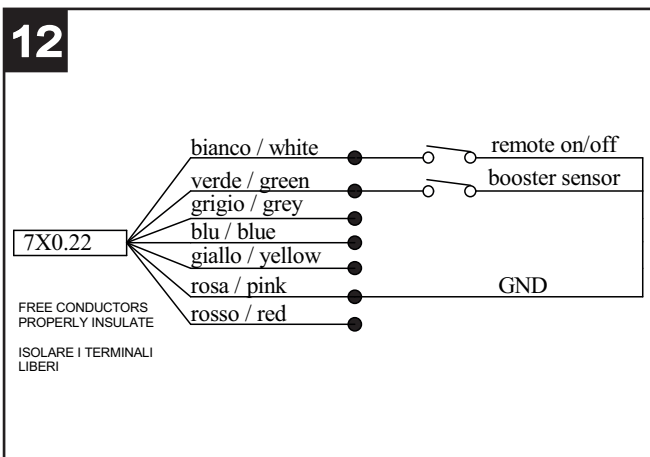 12
bianco / white
remote on/off
verde / green
booster sensor
grigio / grey
blu / blue
7X0.22
giallo / yellow
rosa / pink
GND
rosso / red
FREE CONDUCTORS
PROPERLY INSULATE
ISOLARE I TERMINALI
LIBERI